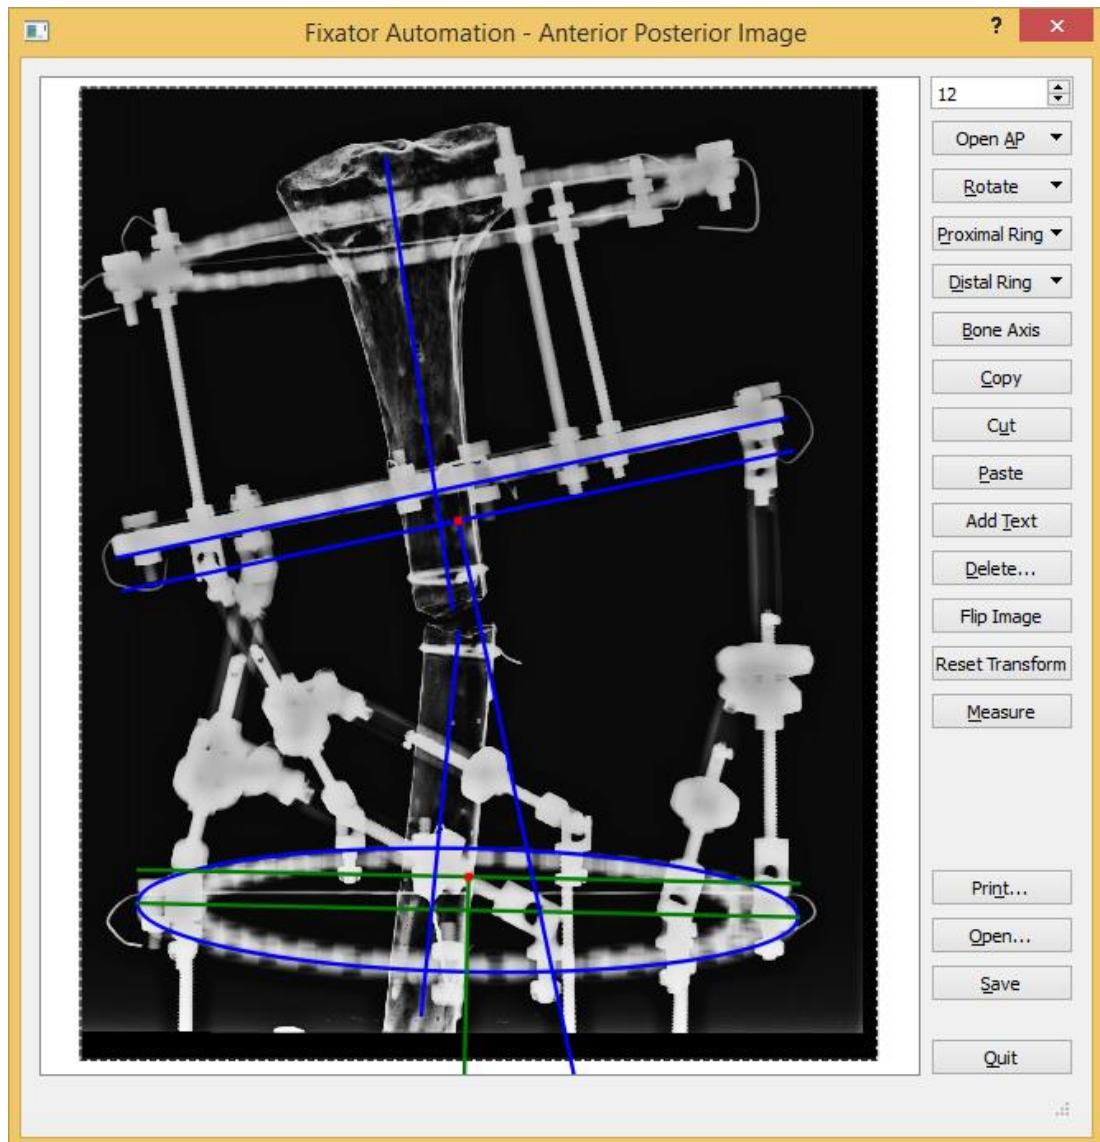 Fixator Automation - Anterior Posterior Image
?
12
Open AP
Rotate
Proximal Ring
Distal Ring
Bone Axis
Copy
Cut
Paste
Add Text
Delete...
Flip Image
Reset Transform
Measure
Print...
Open...
Save
Quit